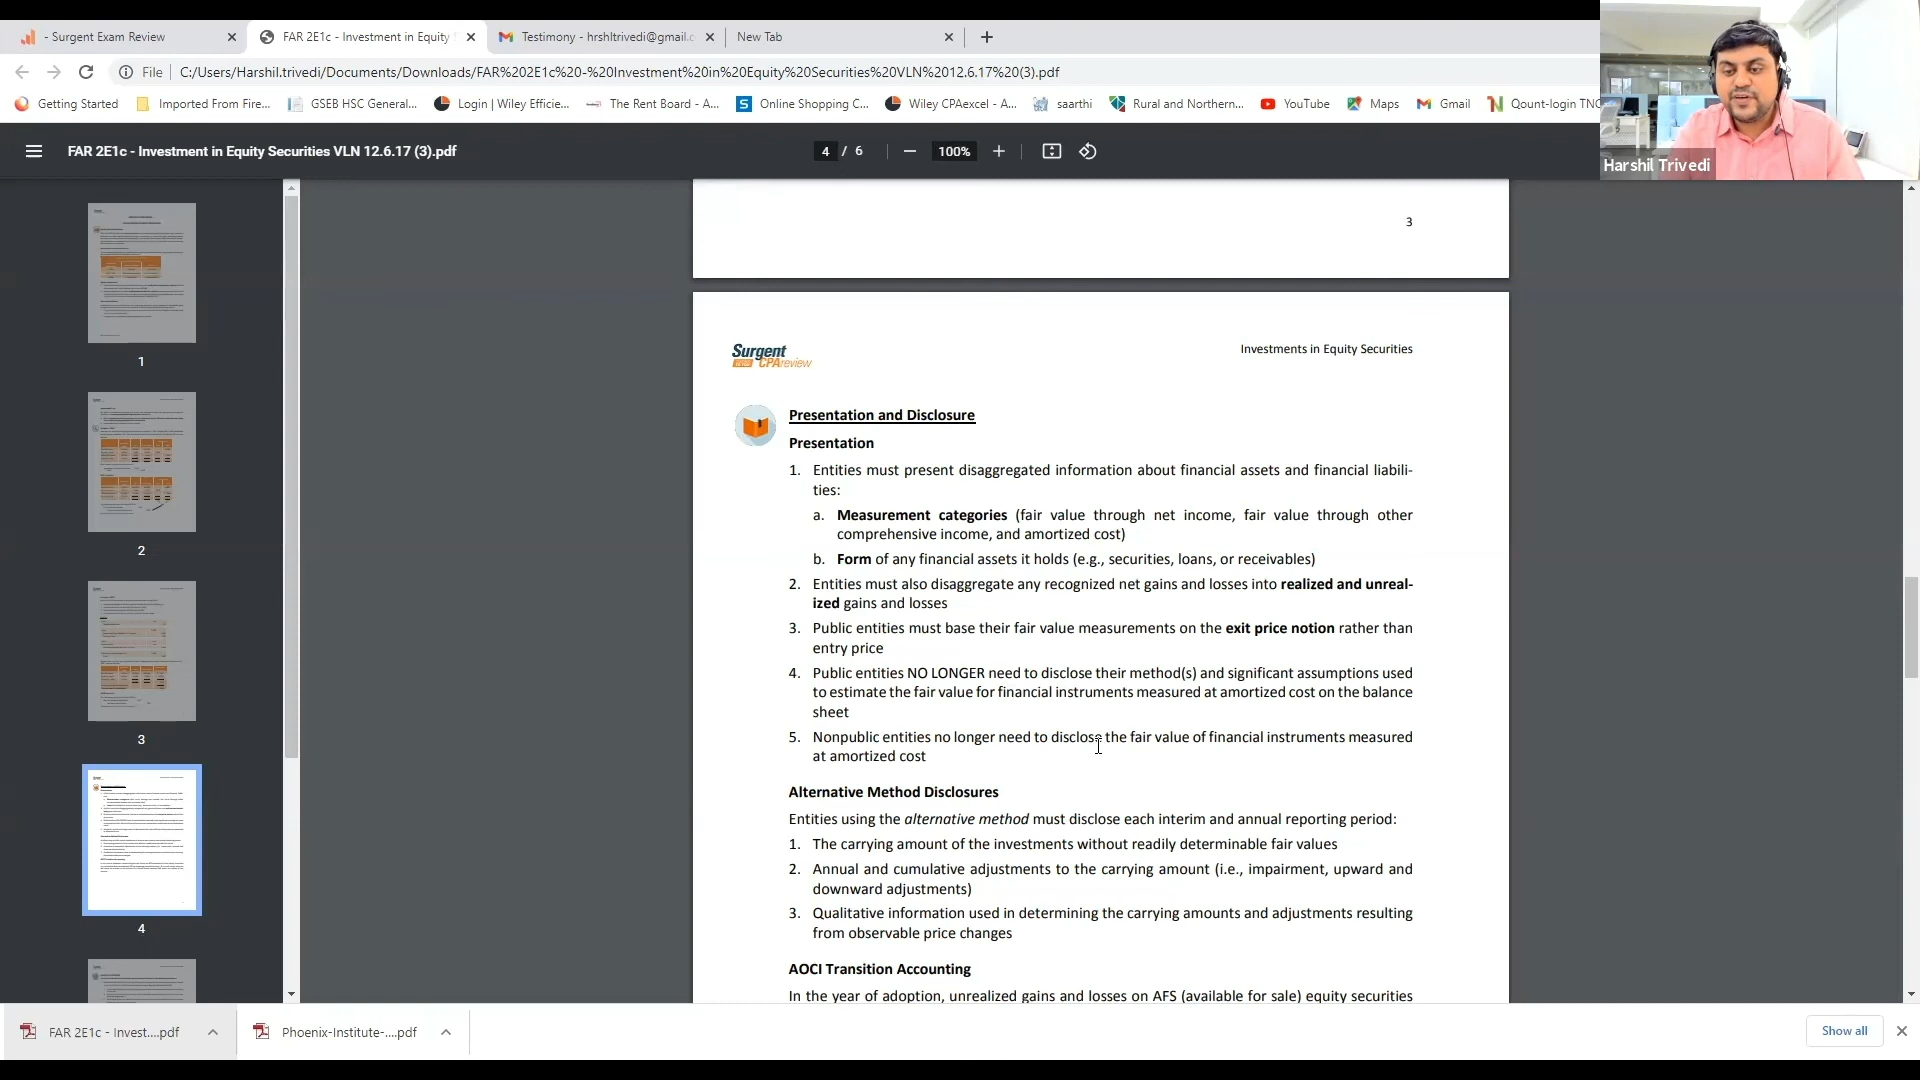 - Surgent Exam Review
FAR 2E1c - Investment in Equity
Testimony - hrshltrivedi@gmail.c
New Tab
File
C:/Users/Harshil.trivedi/Documents/Downloads/FAR%202E1c%20-%20Investment%20in%20Equity%20Securities%20VLN%2012.6.17%20(3).pdf
Getting Started
Imported From Fire...
GSEB HSC General...
Login | Wiley Efficie...
The Rent Board - A...
Online Shopping C...
Wiley CPAexcel - A...
saarthi
Rural and Northern...
YouTube
Maps
Gmail
Qount-login TNC
Harshil Trivedi
FAR 2E1c - Investment in Equity Securities VLN 12.6.17 (3).pdf
4 / 6
100%
1
2
3
4
3
Surgent
CPAreview
Investments in Equity Securities
Presentation and Disclosure
Presentation
1. Entities must present disaggregated information about financial assets and financial liabili-
ties:
a. Measurement categories (fair value through net income, fair value through other
comprehensive income, and amortized cost)
b. Form of any financial assets it holds (e.g., securities, loans, or receivables)
2. Entities must also disaggregate any recognized net gains and losses into realized and unreal-
ized gains and losses
3. Public entities must base their fair value measurements on the exit price notion rather than
entry price
4. Public entities NO LONGER need to disclose their method(s) and significant assumptions used
to estimate the fair value for financial instruments measured at amortized cost on the balance
sheet
5. Nonpublic entities no longer need to disclose the fair value of financial instruments measured
at amortized cost
Alternative Method Disclosures
Entities using the alternative method must disclose each interim and annual reporting period:
1. The carrying amount of the investments without readily determinable fair values
2. Annual and cumulative adjustments to the carrying amount (i.e., impairment, upward and
downward adjustments)
3. Qualitative information used in determining the carrying amounts and adjustments resulting
from observable price changes
AOCI Transition Accounting
In the year of adoption, unrealized gains and losses on AFS (available for sale) equity securities
FAR 2E1c - Invest....pdf
Phoenix-Institute-....pdf
Show all